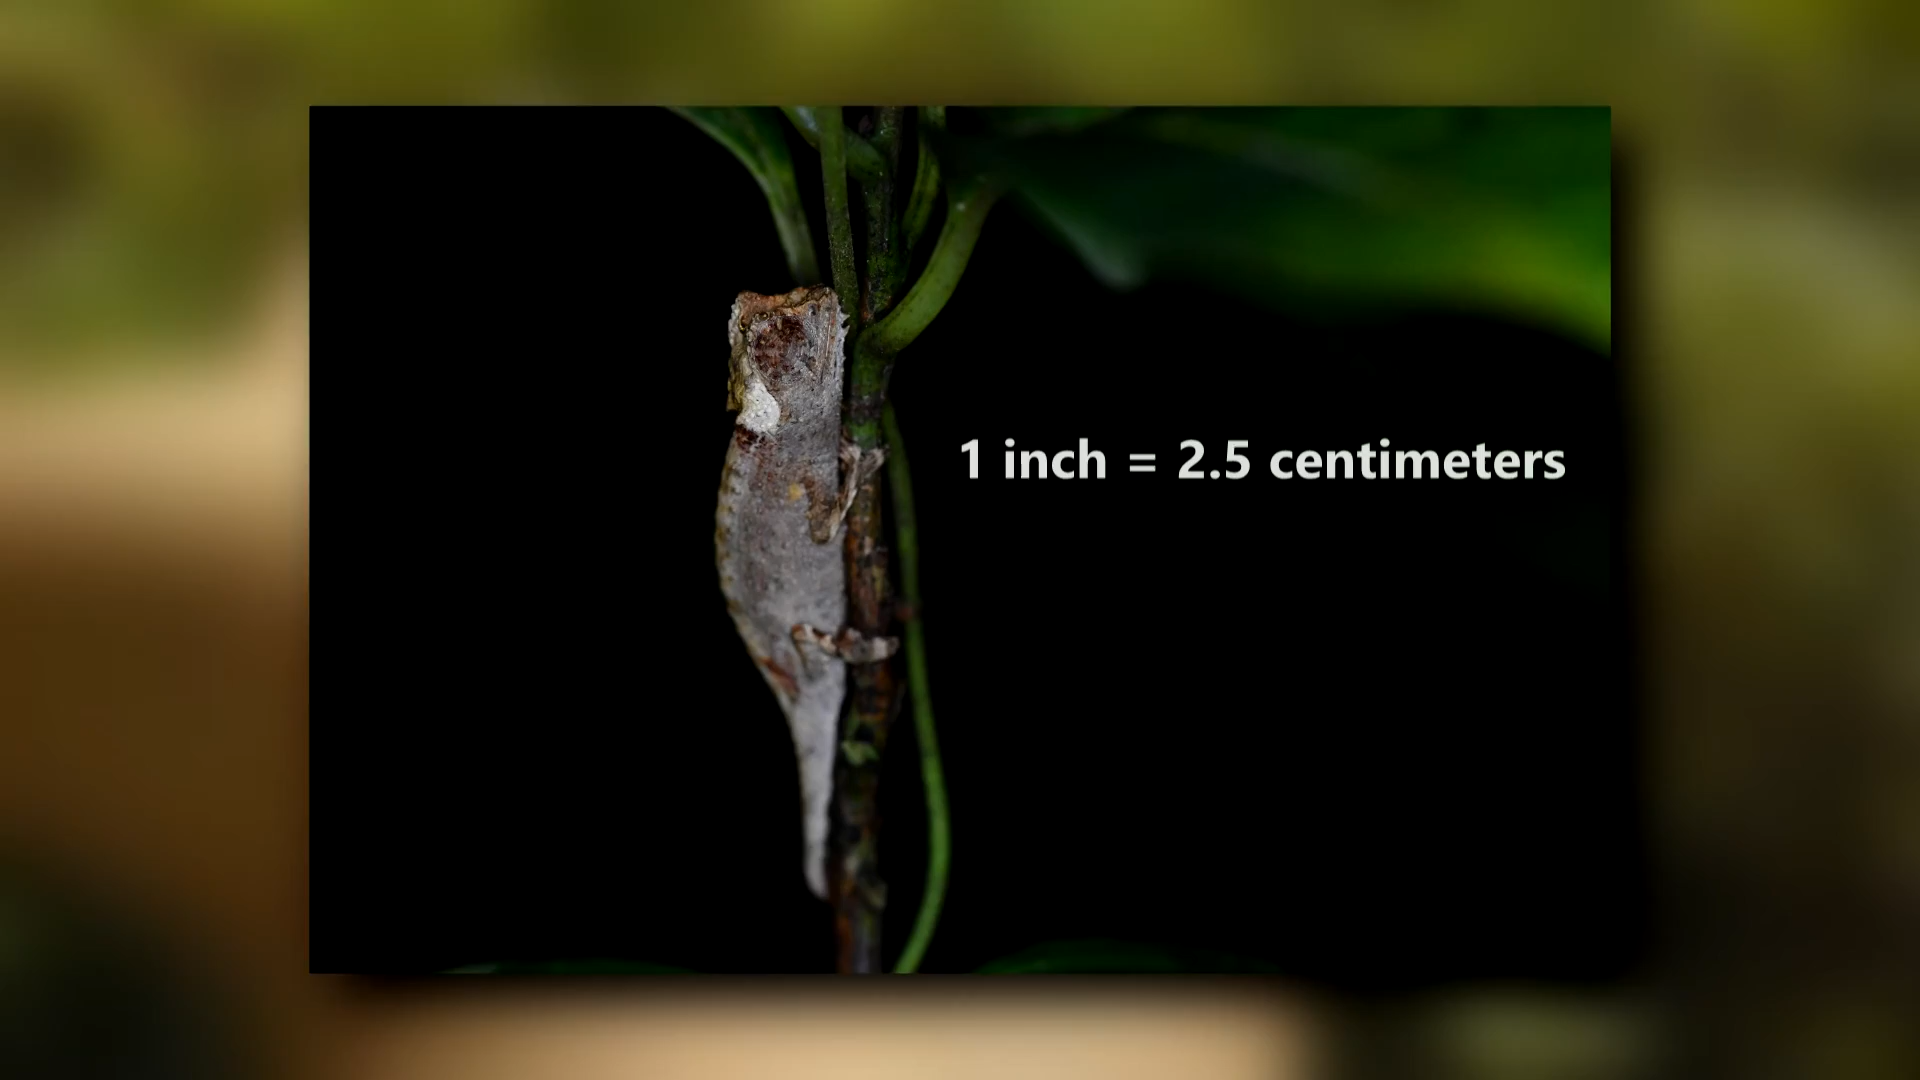 1 inch = 2.5 centimeters